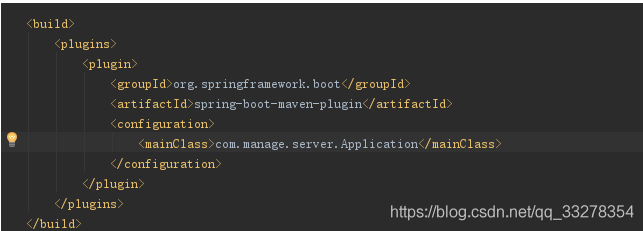 <build>
<plugins>
<plugin>
<groupId>org.springframework.boot</groupId>
<artifactId>spring-boot-maven-plugin</artifactId>
<configuration>
<mainClass>com.manage.server.Application</mainClass>
</configuration>
</plugin>
</plugins>
</build>
https://blog.csdn.net/qq_33278354